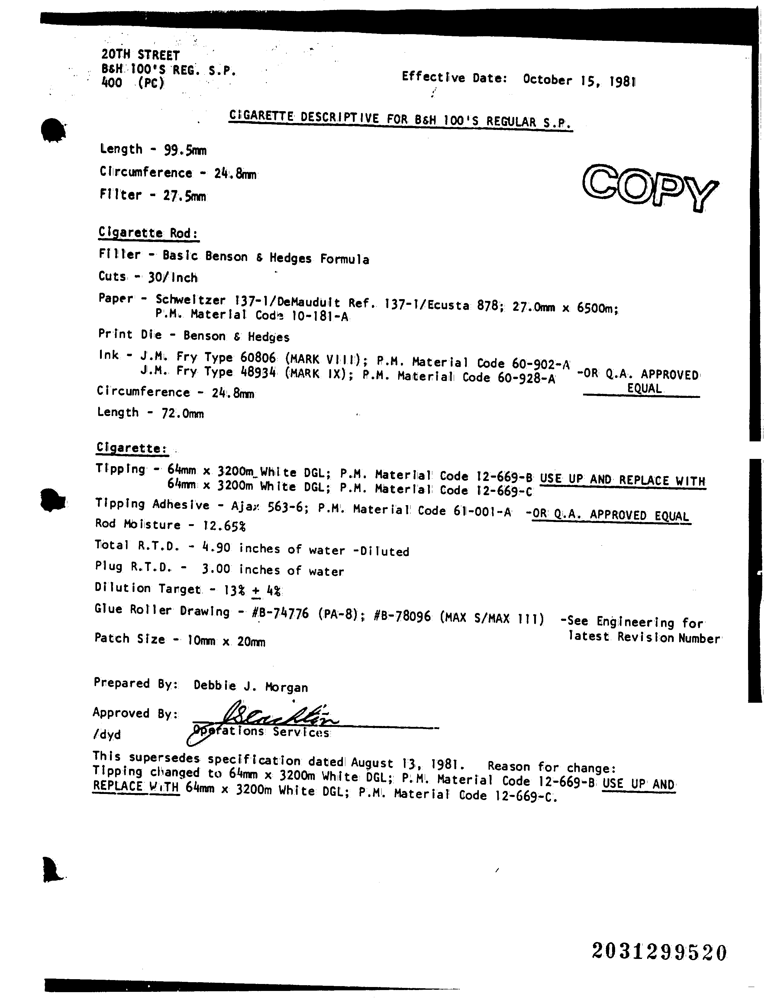 20TH STREET
B&H 100'S REG. S.P.
400 (PC)
Effective Date: October 15, 1981
CIGARETTE DESCRIPTIVE FOR B&H 100'S REGULAR S.P.
Length - 99.5mm
Circumference - 24.8mm
Filter - 27.5mm
COPY
Cigarette Rod:
Filler - Basic Benson & Hedges Formula
Cuts - 30/Inch
Paper - Schweitzer 137-1/DeMauduit Ref. 137-1/Ecusta 878; 27.0mm x 6500m;
P.M. Material Code 10-181-A
Print Die - Benson & Hedges
Ink - J.M. Fry Type 60806 (MARK VIII); P.M. Material Code 60-902-A
J.M. Fry Type 48934 (MARK IX); P.M. Material Code 60-928-A -OR Q.A. APPROVED
EQUAL
Circumference - 24.8mm
Length - 72.0mm
Cigarette:
Tipping - 64mm x 3200m White DGL; P.M. Material Code 12-669-B USE UP AND REPLACE WITH
64mm x 3200m White DGL; P.M. Material Code 12-669-C
Tipping Adhesive - Ajax 563-6; P.M. Material Code 61-001-A -OR Q.A. APPROVED EQUAL
Rod Moisture - 12.65%
Total R.T.D. - 4.90 inches of water -Diluted
Plug R.T.D. - 3.00 inches of water
Dilution Target - 13% ± 4%
Glue Roller Drawing - #B-74776 (PA-8); #B-78096 (MAX S/MAX 111) -See Engineering for
latest Revision Number
Patch Size - 10mm x 20mm
Prepared By: Debbie J. Morgan
Approved By:
/dyd Operations Services
This supersedes specification dated August 13, 1981. Reason for change:
Tipping changed to 64mm x 3200m White DGL; P.M. Material Code 12-669-B USE UP AND
REPLACE WITH 64mm x 3200m White DGL; P.M. Material Code 12-669-C.
2031299520